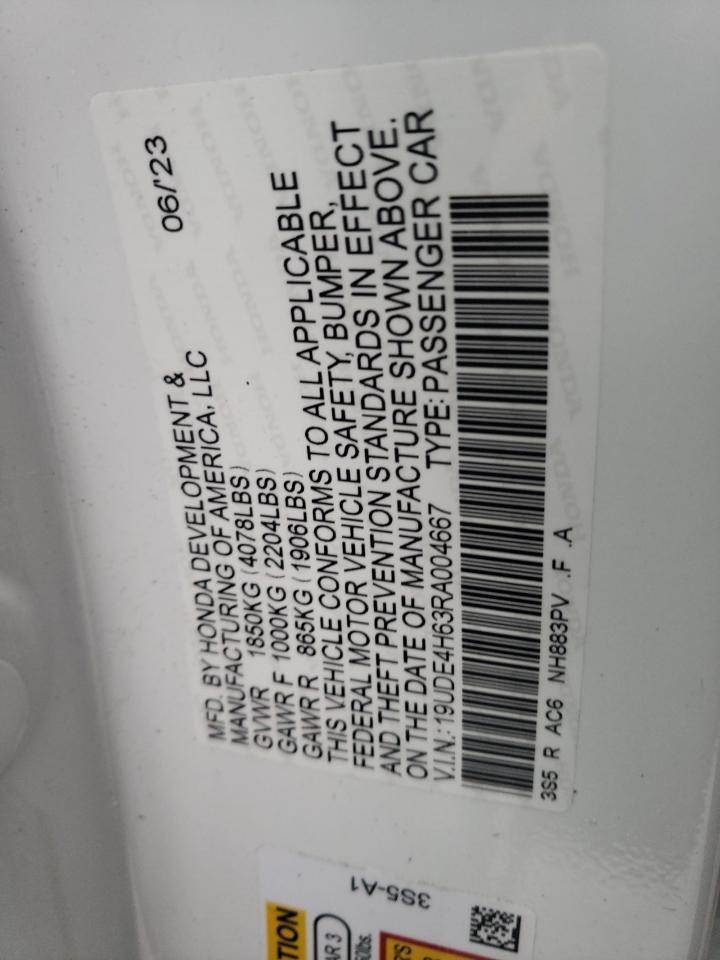 MFD. BY HONDA DEVELOPMENT &
MANUFACTURING OF AMERICA, LLC 06/'23
GVWR 1850KG (4078LBS)
GAWR F 1000KG (2204LBS)
GAWR R 865KG (1906LBS)
THIS VEHICLE CONFORMS TO ALL APPLICABLE
FEDERAL MOTOR VEHICLE SAFETY, BUMPER,
AND THEFT PREVENTION STANDARDS IN EFFECT
ON THE DATE OF MANUFACTURE SHOWN ABOVE.
V.I.N.: 19UDE4H63RA004667 TYPE: PASSENGER CAR
3S5 R AC6 NH883PV .F .A
3S5-A1